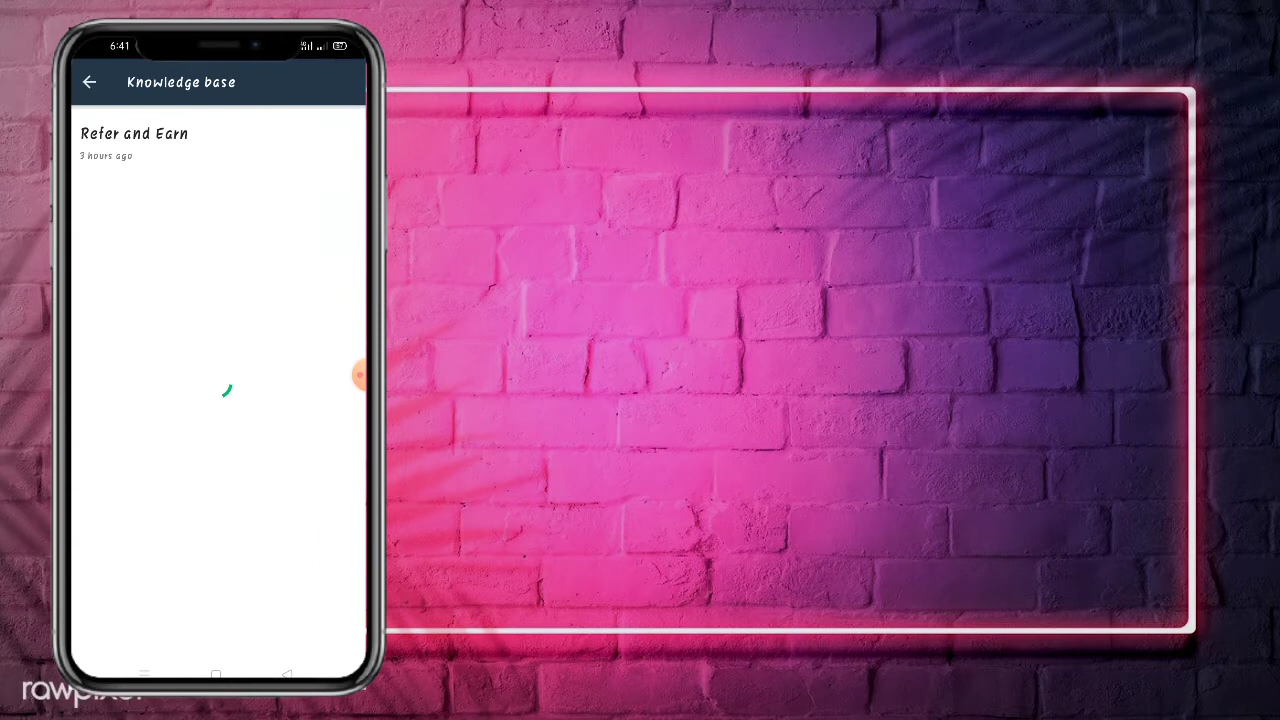 6:41
Knowledge base
Refer and Earn
3 hours ago
rawpixel